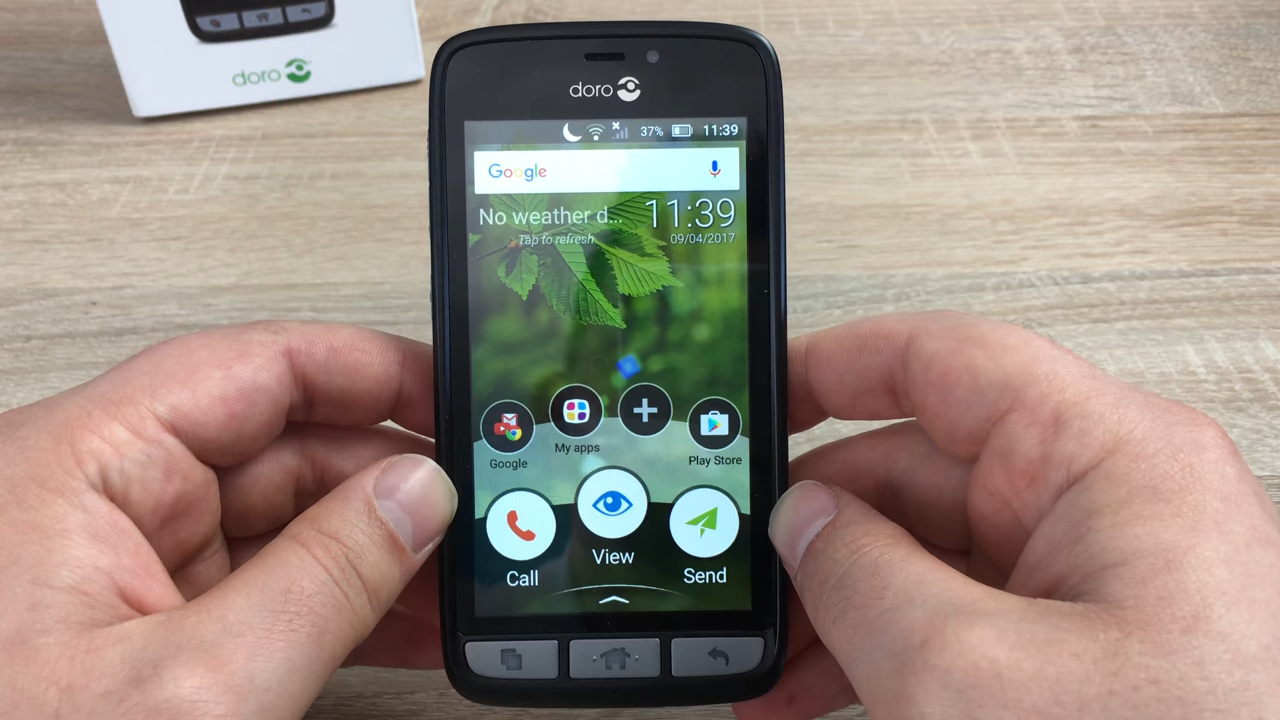 doro
doro
37% 11:39
Google
No weather d... 11:39
Tap to refresh 09/04/2017
Google My apps Play Store
Call View Send